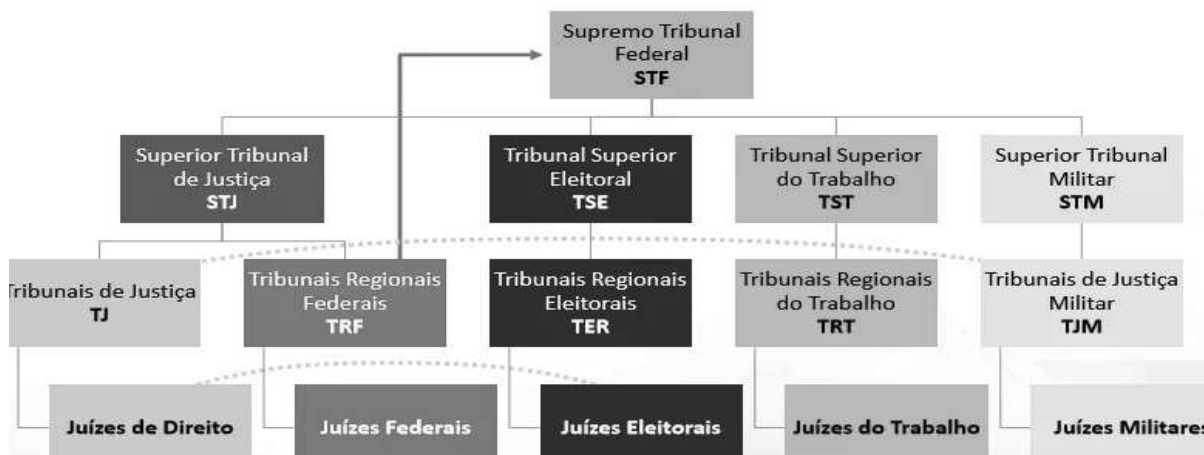 Supremo Tribunal
Federal
STF
Superior Tribunal
de Justiça
STJ
Tribunal Superior
Eleitoral
TSE
Tribunal Superior
do Trabalho
TST
Superior Tribunal
Militar
STM
Tribunais de Justiça
TJ
Tribunais Regionais
Federais
TRF
Tribunais Regionais
Eleitorais
TER
Tribunais Regionais
do Trabalho
TRT
Tribunais de Justiça
Militar
TJM
Juízes de Direito
Juízes Federais
Juízes Eleitorais
Juízes do Trabalho
Juízes Militares